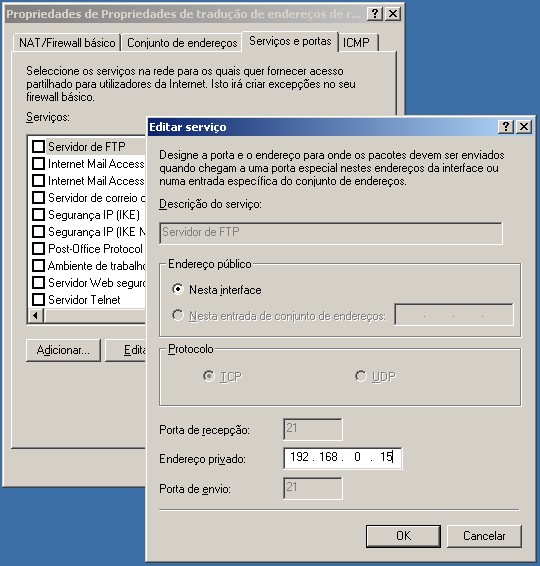 Propriedades de Propriedades de tradução de endereços de r...
NAT/Firewall básico
Conjunto de endereços
Serviços e portas
ICMP
Seleccione os serviços na rede para os quais quer fornecer acesso
partilhado para utilizadores da Internet. Isto irá criar excepções no seu
firewall básico.
Serviços:
Servidor de FTP
Internet Mail Access
Internet Mail Access
Servidor de correio
Segurança IP (IKE)
Segurança IP (IKE N
Post-Office Protocol
Ambiente de trabalho
Servidor Web segur
Servidor Telnet
Adicionar...
Edita
Editar serviço
Designe a porta e o endereço para onde os pacotes devem ser enviados
quando chegam a uma porta especial nestes endereços da interface ou
numa entrada específica do conjunto de endereços.
Descrição do serviço:
Servidor de FTP
Endereço público
Nesta interface
Nesta entrada de conjunto de endereços: . . .
Protocolo
TCP
UDP
Porta de recepção: 21
Endereço privado: 192 . 168 . 0 . 15
Porta de envio: 21
OK
Cancelar